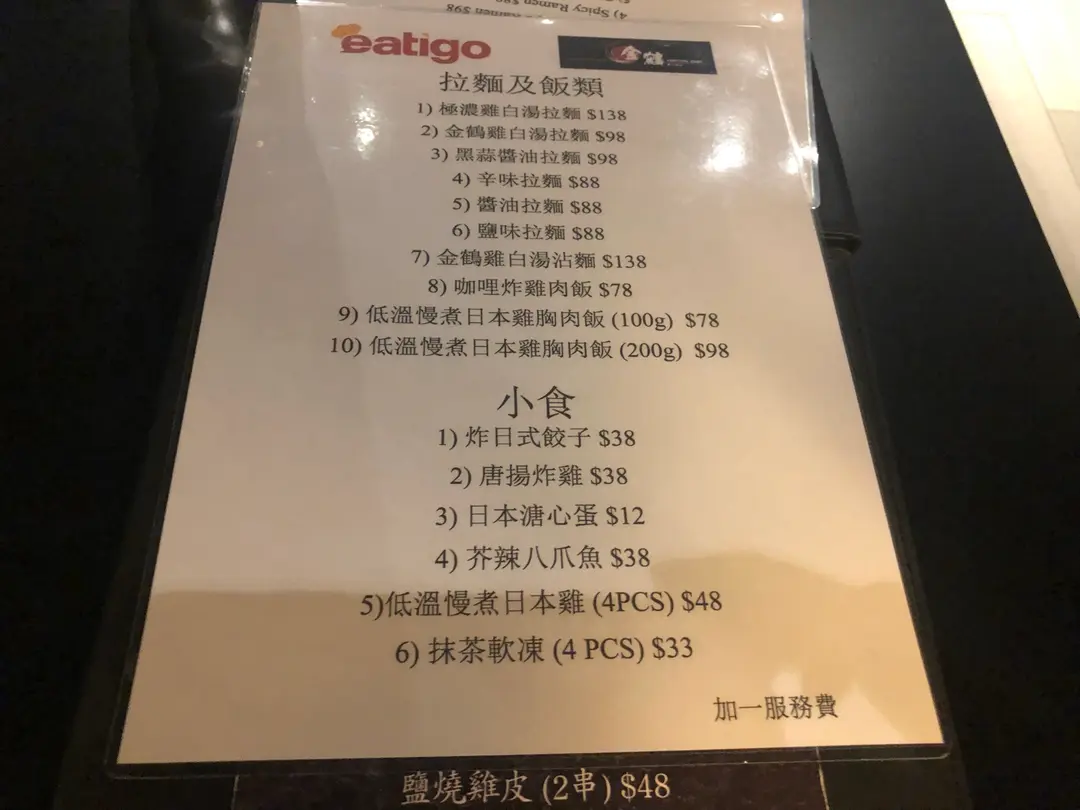 4) Spicy Ramen
eatigo
金鶴
拉麵及飯類
1) 極濃雞白湯拉麵 $138
2) 金鶴雞白湯拉麵 $98
3) 黑蒜醬油拉麵 $98
4) 辛味拉麵 $88
5) 醬油拉麵 $88
6) 鹽味拉麵 $88
7) 金鶴雞白湯沾麵 $138
8) 咖哩炸雞肉飯 $78
9) 低溫慢煮日本雞胸肉飯 (100g) $78
10) 低溫慢煮日本雞胸肉飯 (200g) $98
小食
1) 炸日式餃子 $38
2) 唐揚炸雞 $38
3) 日本溏心蛋 $12
4) 芥辣八爪魚 $38
5)低溫慢煮日本雞 (4PCS) $48
6) 抹茶軟凍 (4 PCS) $33
加一服務費
鹽燒雞皮 (2串) $48